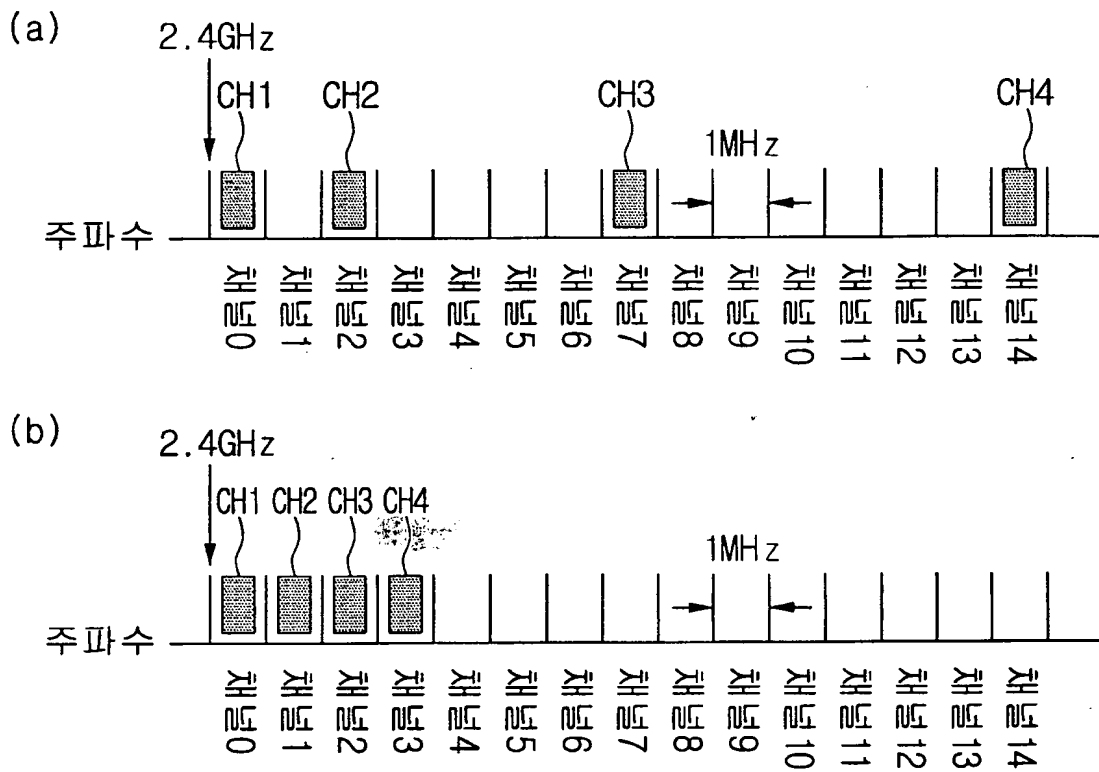 (a)
2.4GHz
CH1
CH2
CH3
CH4
1MHz
주파수
채널0
채널1
채널2
채널3
채널4
채널5
채널6
채널7
채널8
채널9
채널10
채널11
채널12
채널13
채널14
(b)
2.4GHz
CH1
CH2
CH3
CH4
1MHz
주파수
채널0
채널1
채널2
채널3
채널4
채널5
채널6
채널7
채널8
채널9
채널10
채널11
채널12
채널13
채널14